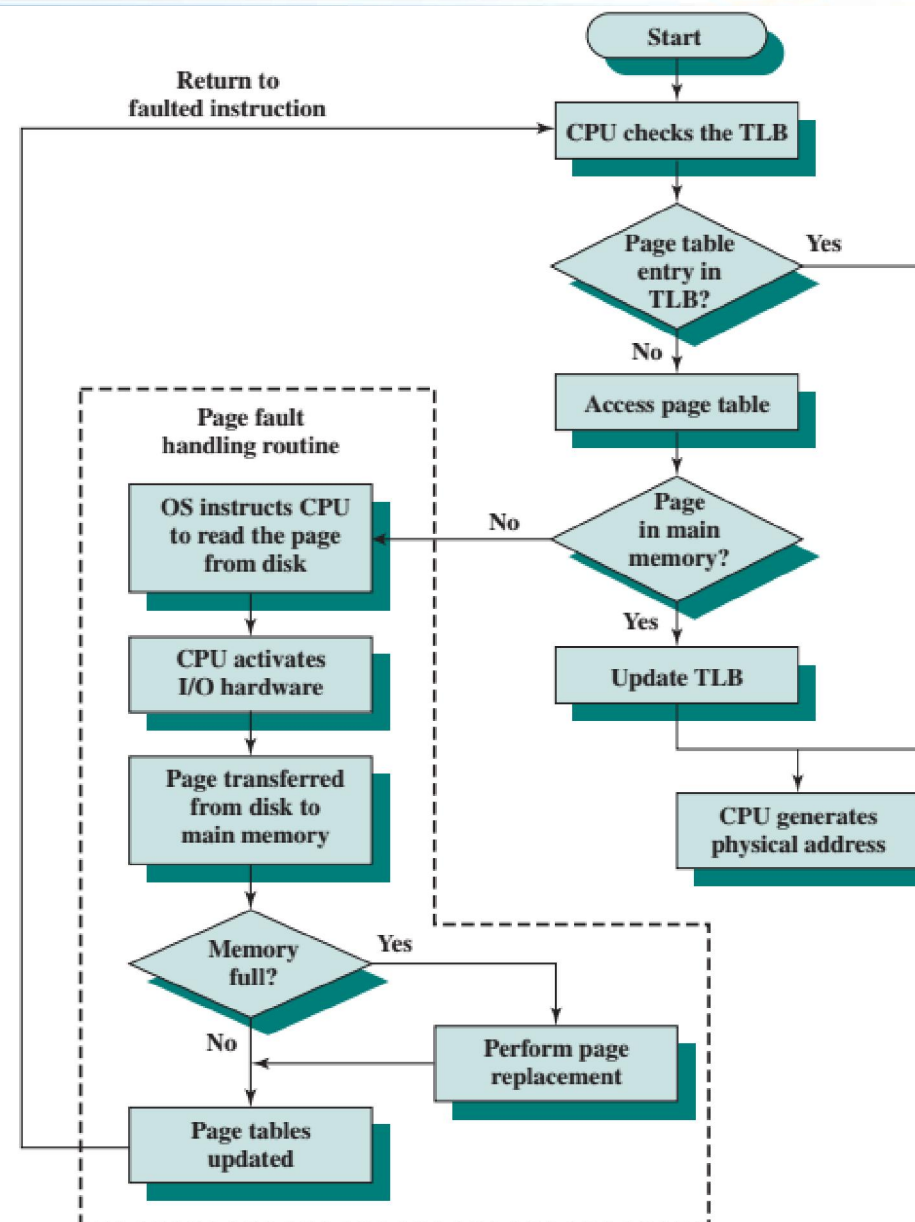 Start
Return to
faulted instruction
CPU checks the TLB
Page table
entry in
TLB?
Yes
No
Access page table
Page fault
handling routine
Page
in main
memory?
No
OS instructs CPU
to read the page
from disk
Yes
CPU activates
I/O hardware
Update TLB
Page transferred
from disk to
main memory
CPU generates
physical address
Memory
full?
Yes
No
Perform page
replacement
Page tables
updated